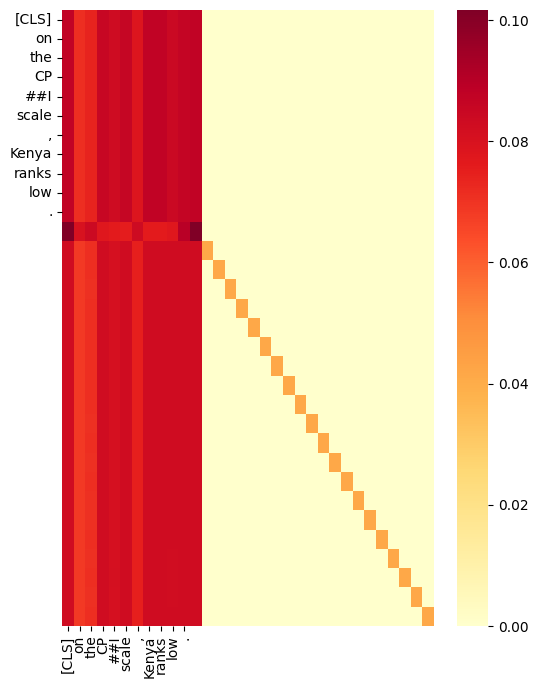 [CLS]
on
the
CP
##I
scale
,
Kenya
ranks
low
.
0.10
0.08
0.06
0.04
0.02
0.00
[CLS]
on
the
CP
##I
scale
,
Kenya
ranks
low
.